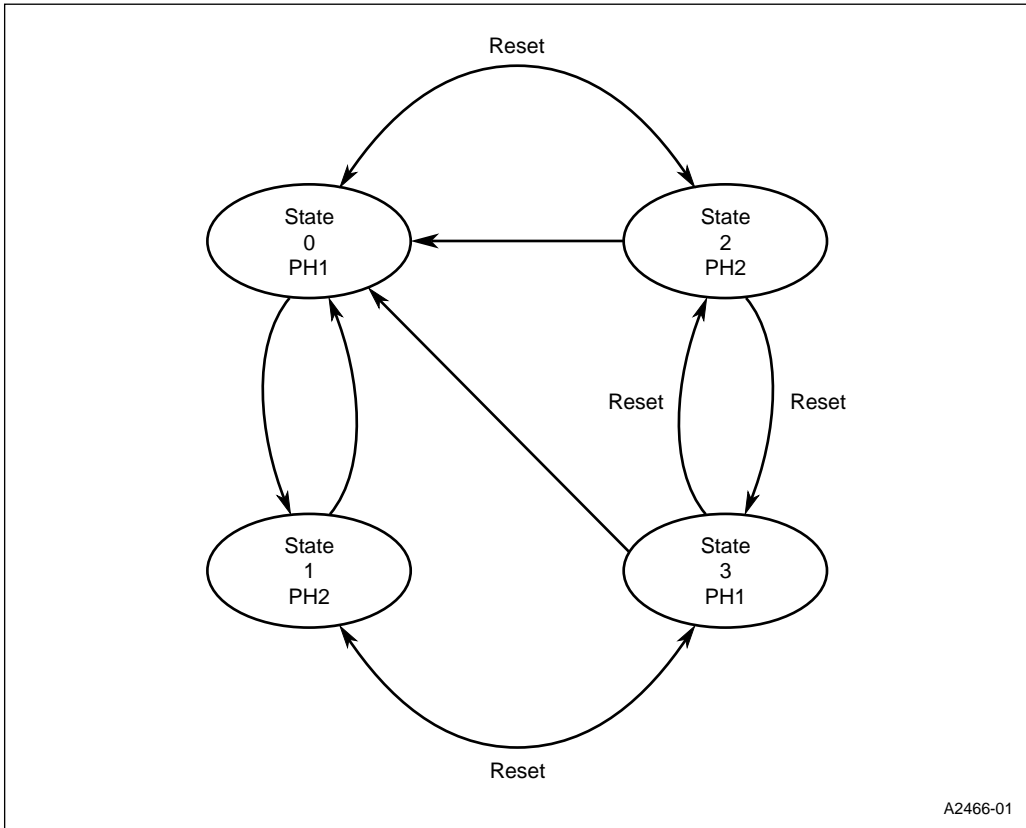 Reset
State
0
PH1
State
2
PH2
Reset
Reset
State
1
PH2
State
3
PH1
Reset
A2466-01